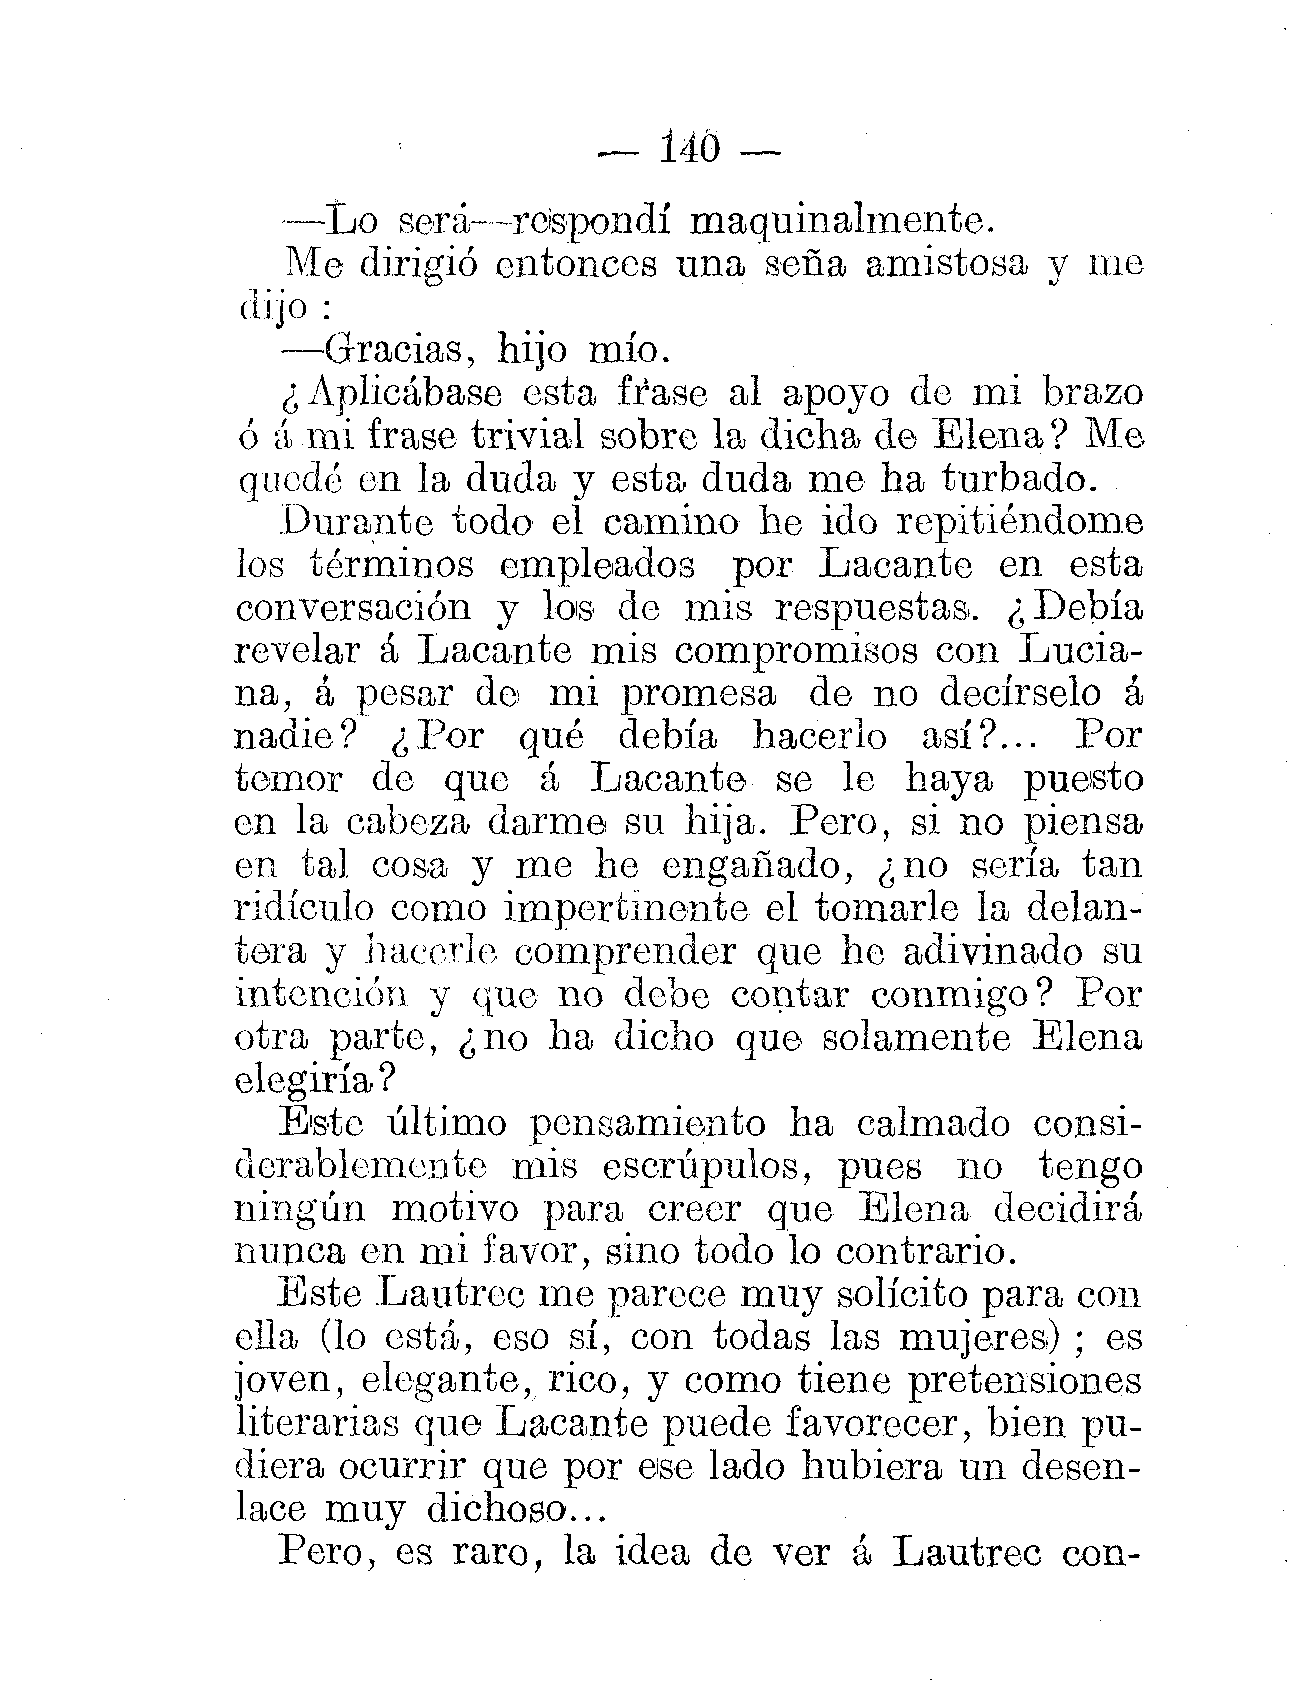 — 140 —
—Lo será—respondí maquinalmente.
Me dirigió entonces una seña amistosa y me
dijo :
—Gracias, hijo mío.
¿Aplicábase esta frase al apoyo de mi brazo
ó á mi frase trivial sobre la dicha de Elena? Me
quedé en la duda y esta duda me ha turbado.
Durante todo el camino he ido repitiéndome
los términos empleados por Lacante en esta
conversación y los de mis respuestas. ¿Debía
revelar á Lacante mis compromisos con Lucia-
na, á pesar de mi promesa de no decírselo á
nadie? ¿Por qué debía hacerlo así?... Por
temor de que á Lacante se le haya puesto
en la cabeza darme su hija. Pero, si no piensa
en tal cosa y me he engañado, ¿no sería tan
ridículo como impertinente el tomarle la delan-
tera y hacerle comprender que he adivinado su
intención y que no debe contar conmigo? Por
otra parte, ¿no ha dicho que solamente Elena
elegiría?
Este último pensamiento ha calmado consi-
derablemente mis escrúpulos, pues no tengo
ningún motivo para creer que Elena decidirá
nunca en mi favor, sino todo lo contrario.
Este Lautrec me parece muy solícito para con
ella (lo está, eso sí, con todas las mujeres) ; es
joven, elegante, rico, y como tiene pretensiones
literarias que Lacante puede favorecer, bien pu-
diera ocurrir que por ese lado hubiera un desen-
lace muy dichoso...
Pero, es raro, la idea de ver á Lautrec con-